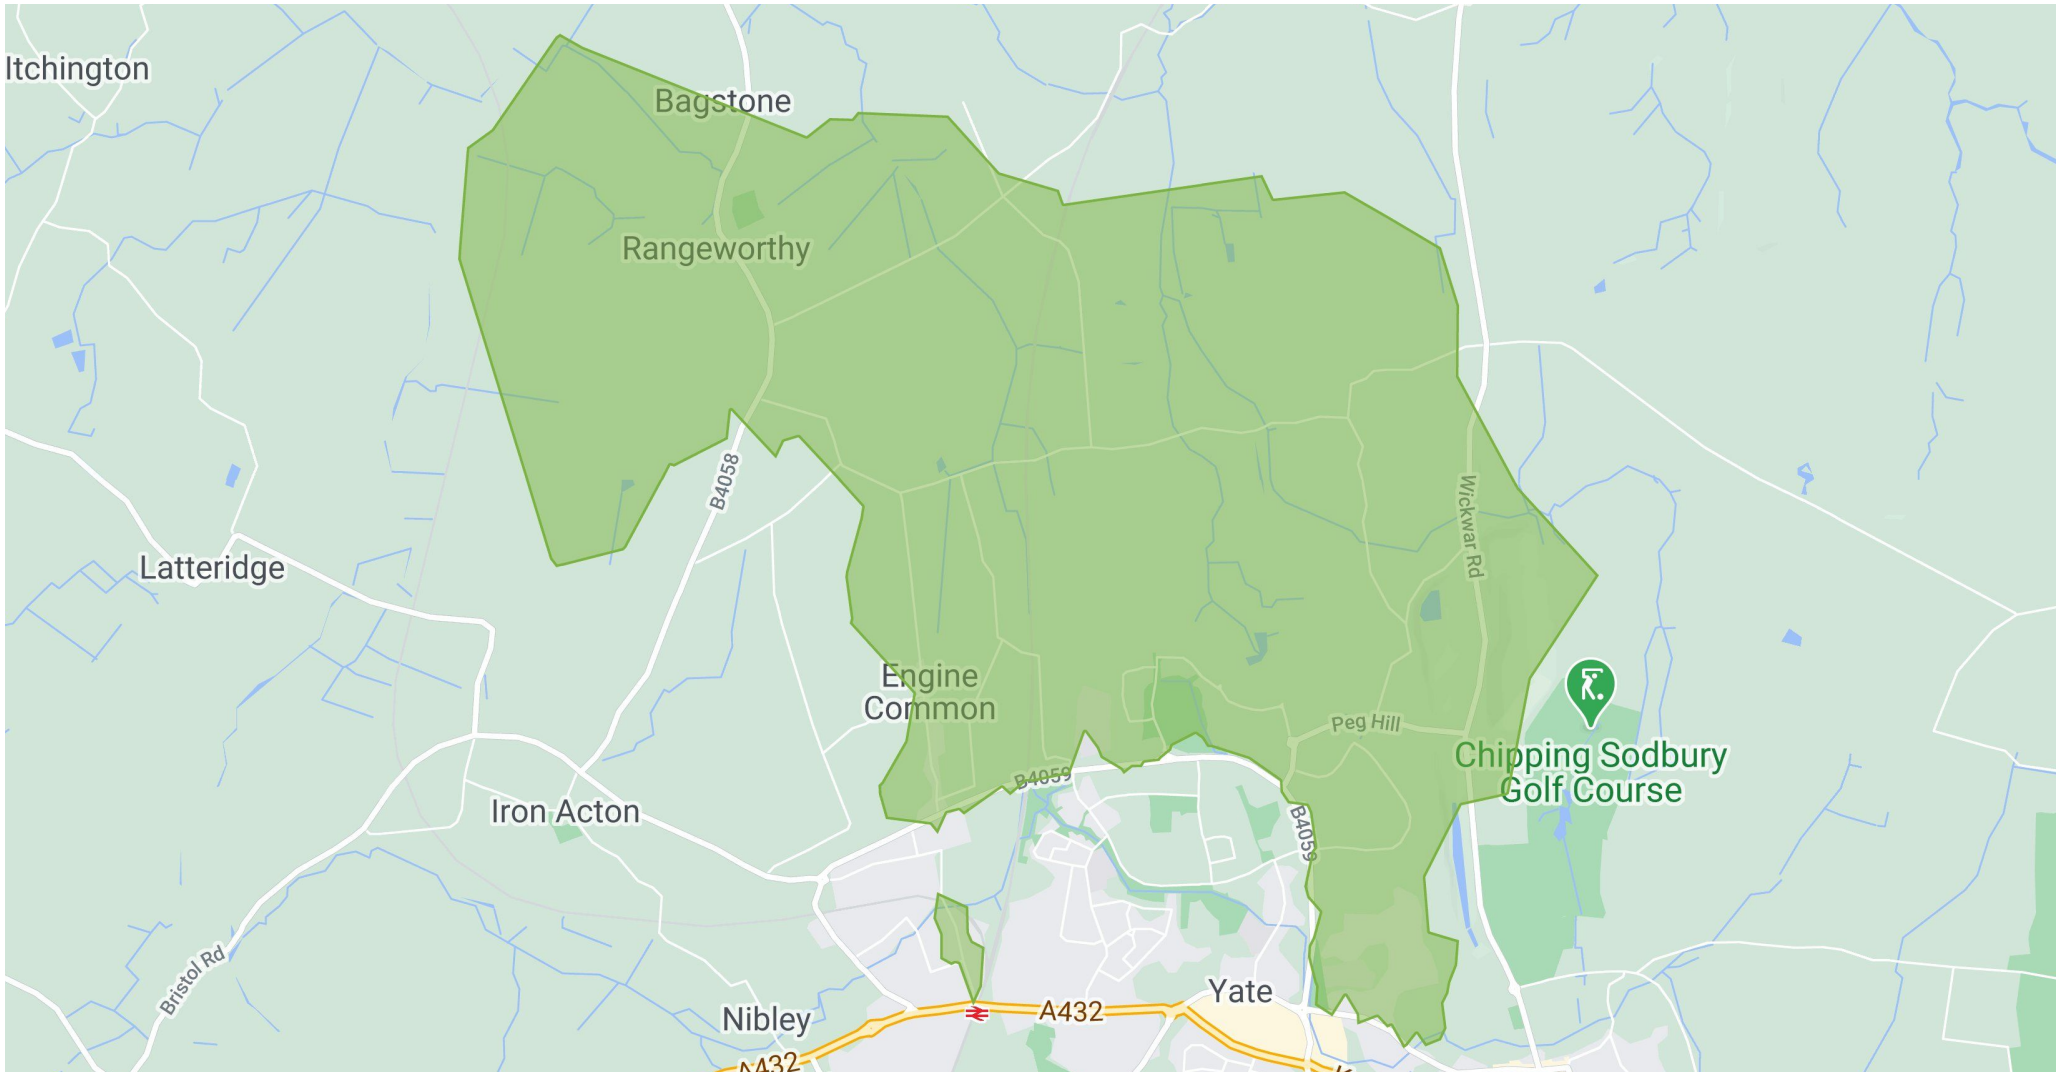 Itchington
Bagstone
Rangeworthy
B4058
Wickwar Rd
Latteridge
Engine
Common
Peg Hill
Chipping Sodbury
Golf Course
B4059
Iron Acton
B4059
Bristol Rd
Yate
Nibley
A432
A432